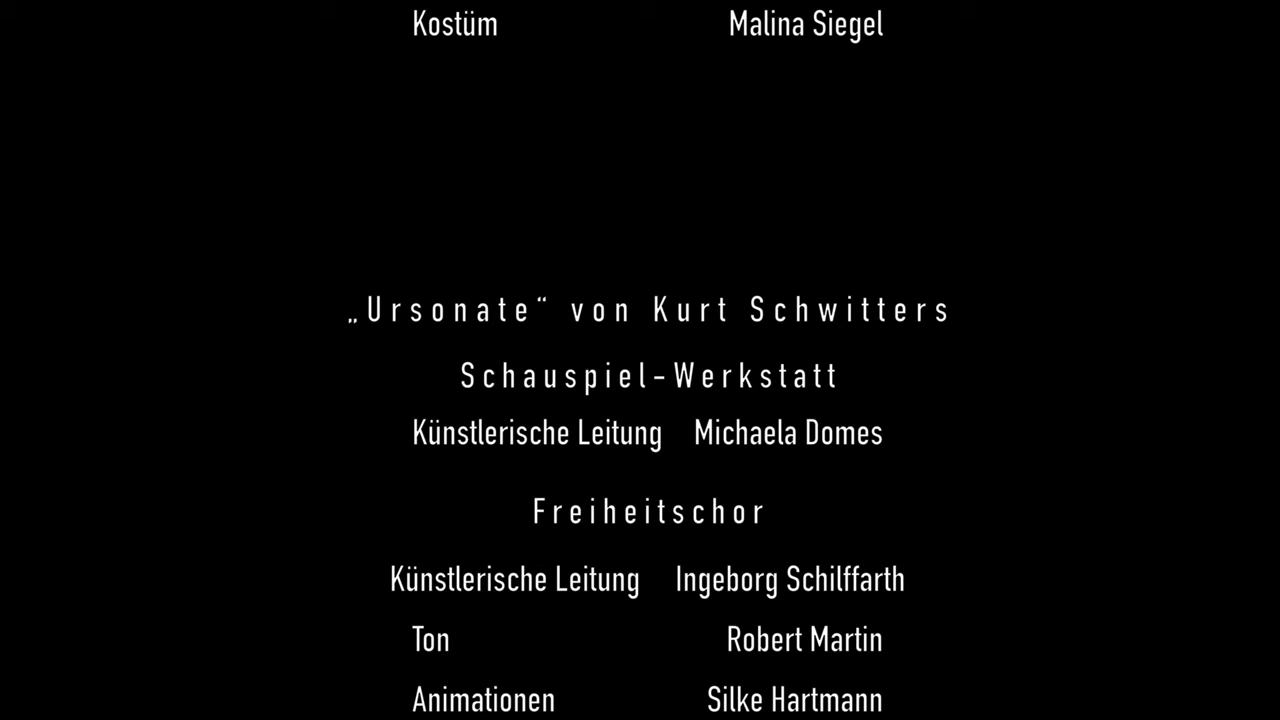 Kostüm Malina Siegel
„Ursonate“ von Kurt Schwitters
Schauspiel-Werkstatt
Künstlerische Leitung Michaela Domes
Freiheitschor
Künstlerische Leitung Ingeborg Schilffarth
Ton Robert Martin
Animationen Silke Hartmann